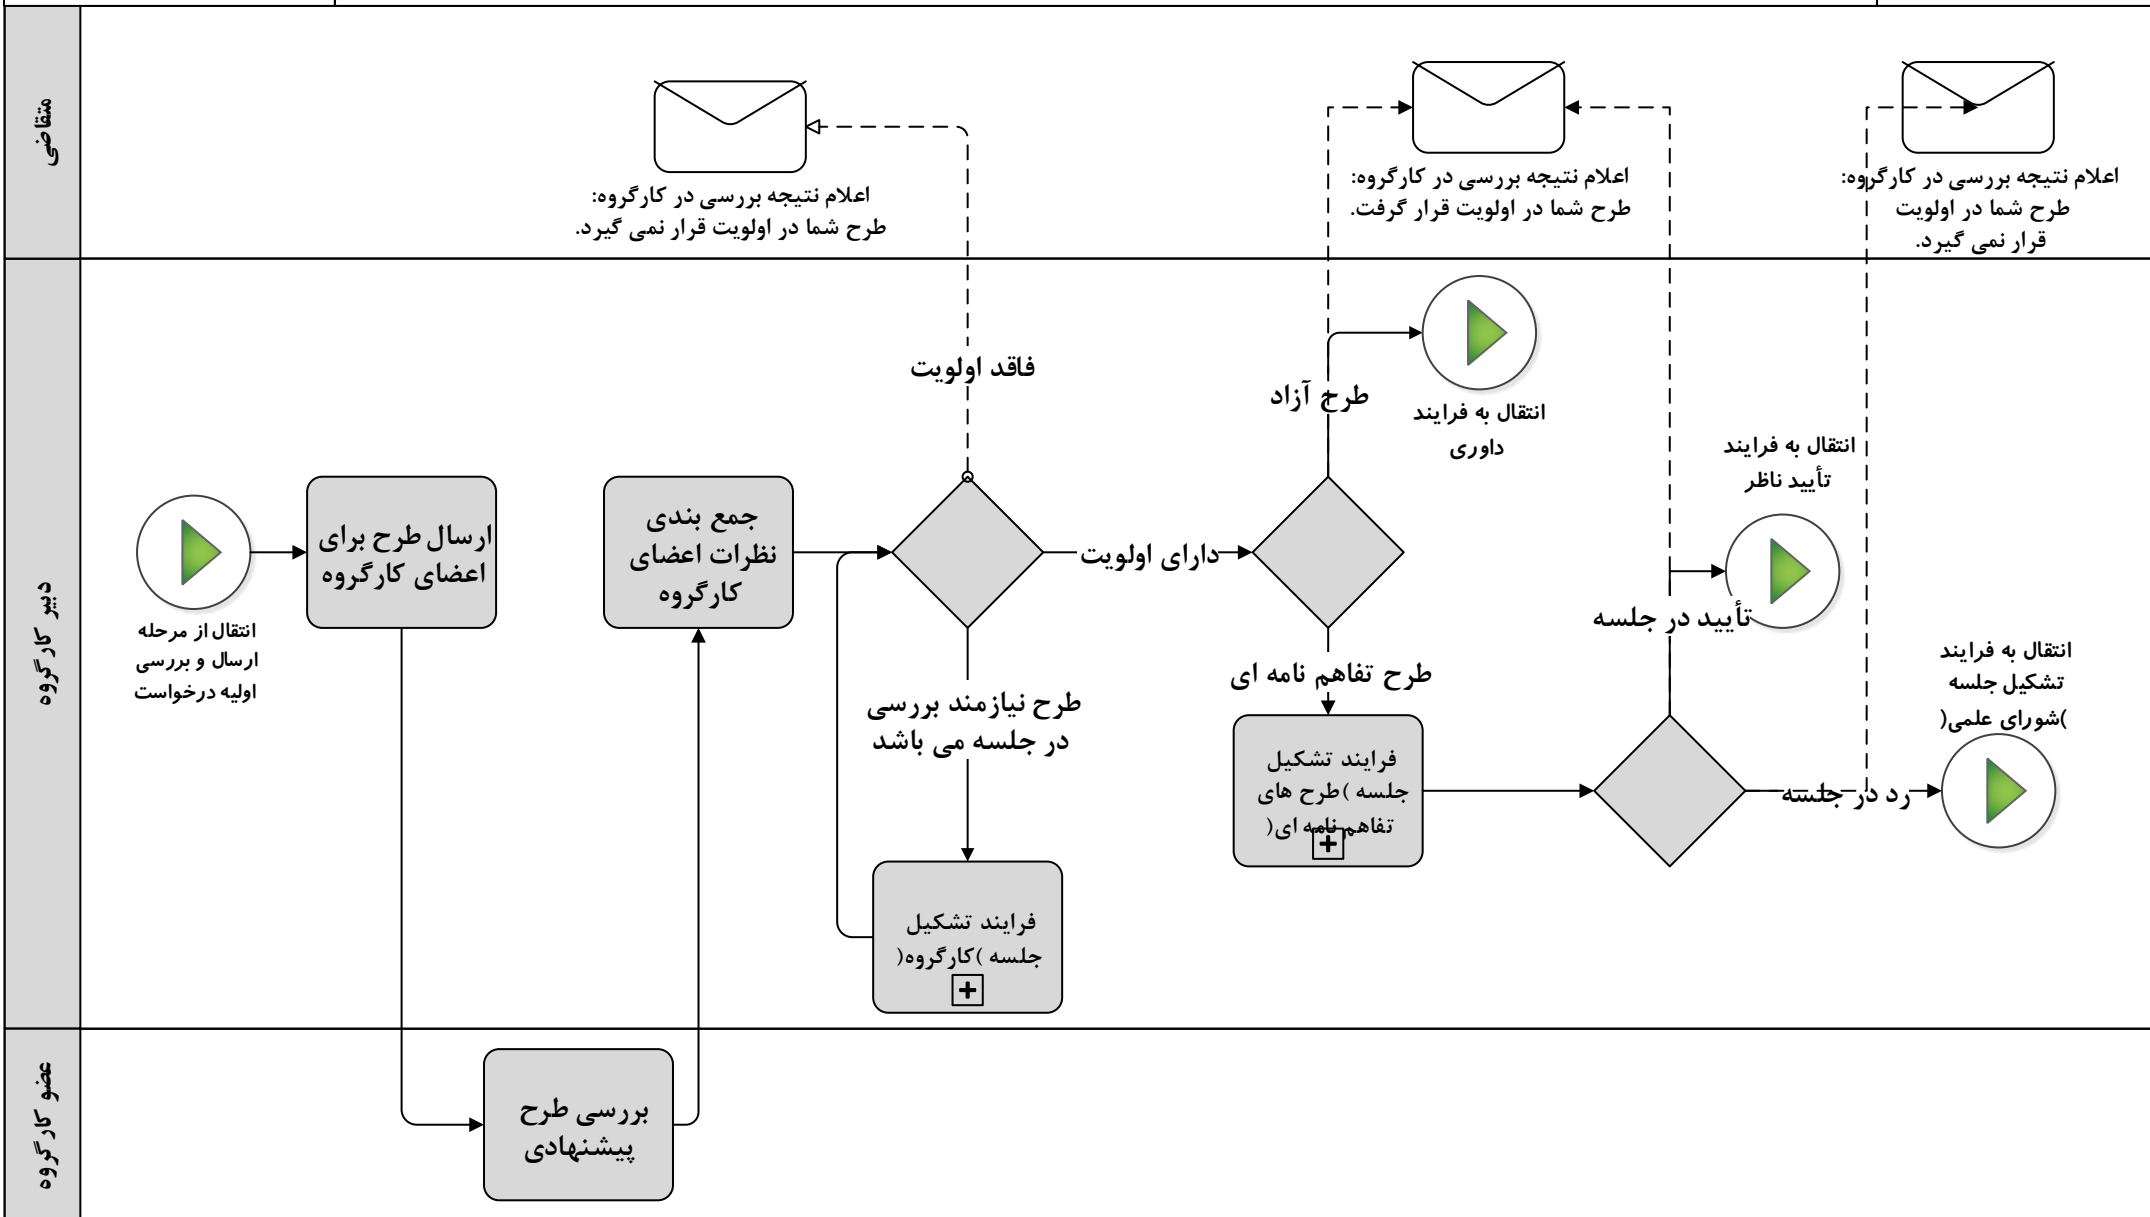 متقاضی
اعلام نتیجه بررسی در کارگروه:
طرح شما در اولویت قرار نمی گیرد.
اعلام نتیجه بررسی در کارگروه:
طرح شما در اولویت قرار گرفت.
اعلام نتیجه بررسی در کارگروه:
طرح شما در اولویت
قرار نمی گیرد.
دبیر کارگروه
انتقال از مرحله
ارسال و بررسی
اولیه درخواست
ارسال طرح برای
اعضای کارگروه
جمع بندی
نظرات اعضای
کارگروه
فاقد اولویت
دارای اولویت
طرح نیازمند بررسی
در جلسه می باشد
فرایند تشکیل
جلسه )کارگروه(
طرح آزاد
انتقال به فرایند
داوری
طرح تفاهم نامه ای
فرایند تشکیل
جلسه )طرح های
تفاهم نامه ای(
تأیید در جلسه
انتقال به فرایند
تأیید ناظر
رد در جلسه
انتقال به فرایند
تشکیل جلسه
)شورای علمی(
عضو کارگروه
بررسی طرح
پیشنهادی